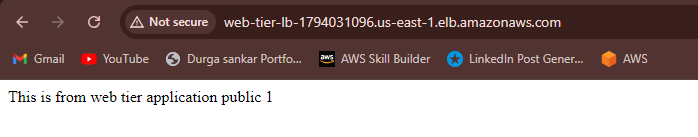 Not secure web-tier-lb-1794031096.us-east-1.elb.amazonaws.com
Gmail YouTube Durga sankar Portfo... aws AWS Skill Builder LinkedIn Post Gener... AWS
This is from web tier application public 1